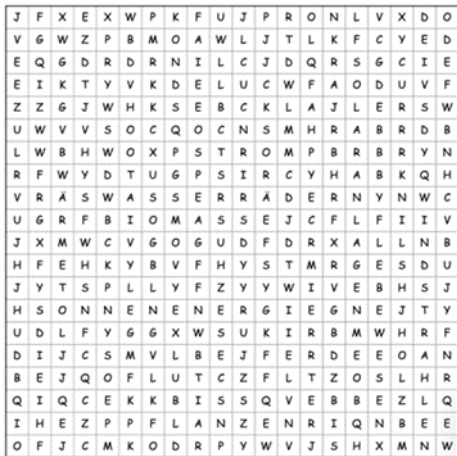 J F X E X W P K F U J P R O N L V X D O
V G W Z P B M O A W L J T L K F C Y E D
E Q G D R D R N I L C J D Q R S G C I E
E I K T Y V K D E L U C W F A O D U V F
Z Z G J W H K S E B C K L A J L E R S W
U W V V S O C Q O C N S M H R A B R D B
L W B H W O X P S T R O M P B R B R Y N
R F W Y D T U G P S I R C Y H A B K Q H
V R Ä S W A S S E R R Ä D E R N Y N W C
U G R F B I O M A S S E J C F L F I I V
J X M W C V G O G U D F D R X A L L N B
H F E H K Y B V F H Y S T M R G E S D U
J Y T S P L L Y F Z Y Y W I V E B H S J
H S O N N E N E N E R G I E G N E J T Y
U D L F Y G G X W S U K I R B M W H R F
D I J C S M V L B E J F E R D E E O A N
B E J Q O F L U T C Z F L T Z O S L H R
Q I Q C E K K B I S S Q V E B B E Z L Q
I H E Z P P F L A N Z E N R I Q N B E E
O F J C M K O D R P Y W V J S H X M N W